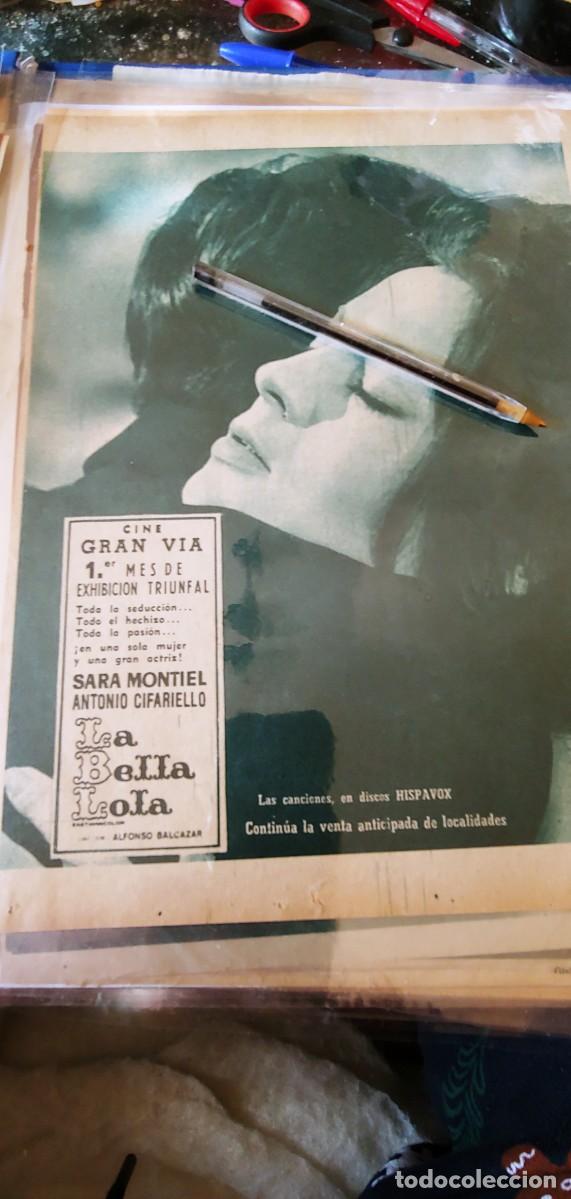 CINE
GRAN VIA
1.er MES DE
EXHIBICION TRIUNFAL
Toda la seducción...
Todo el hechizo...
Toda la pasión...
¡en una sola mujer
y una gran actriz!
SARA MONTIEL
ANTONIO CIFARIELLO
La
Bella
Lola
EASTMANCOLOR
ALFONSO BALCAZAR
Las canciones, en discos HISPAVOX
Continúa la venta anticipada de localidades
todocoleccion